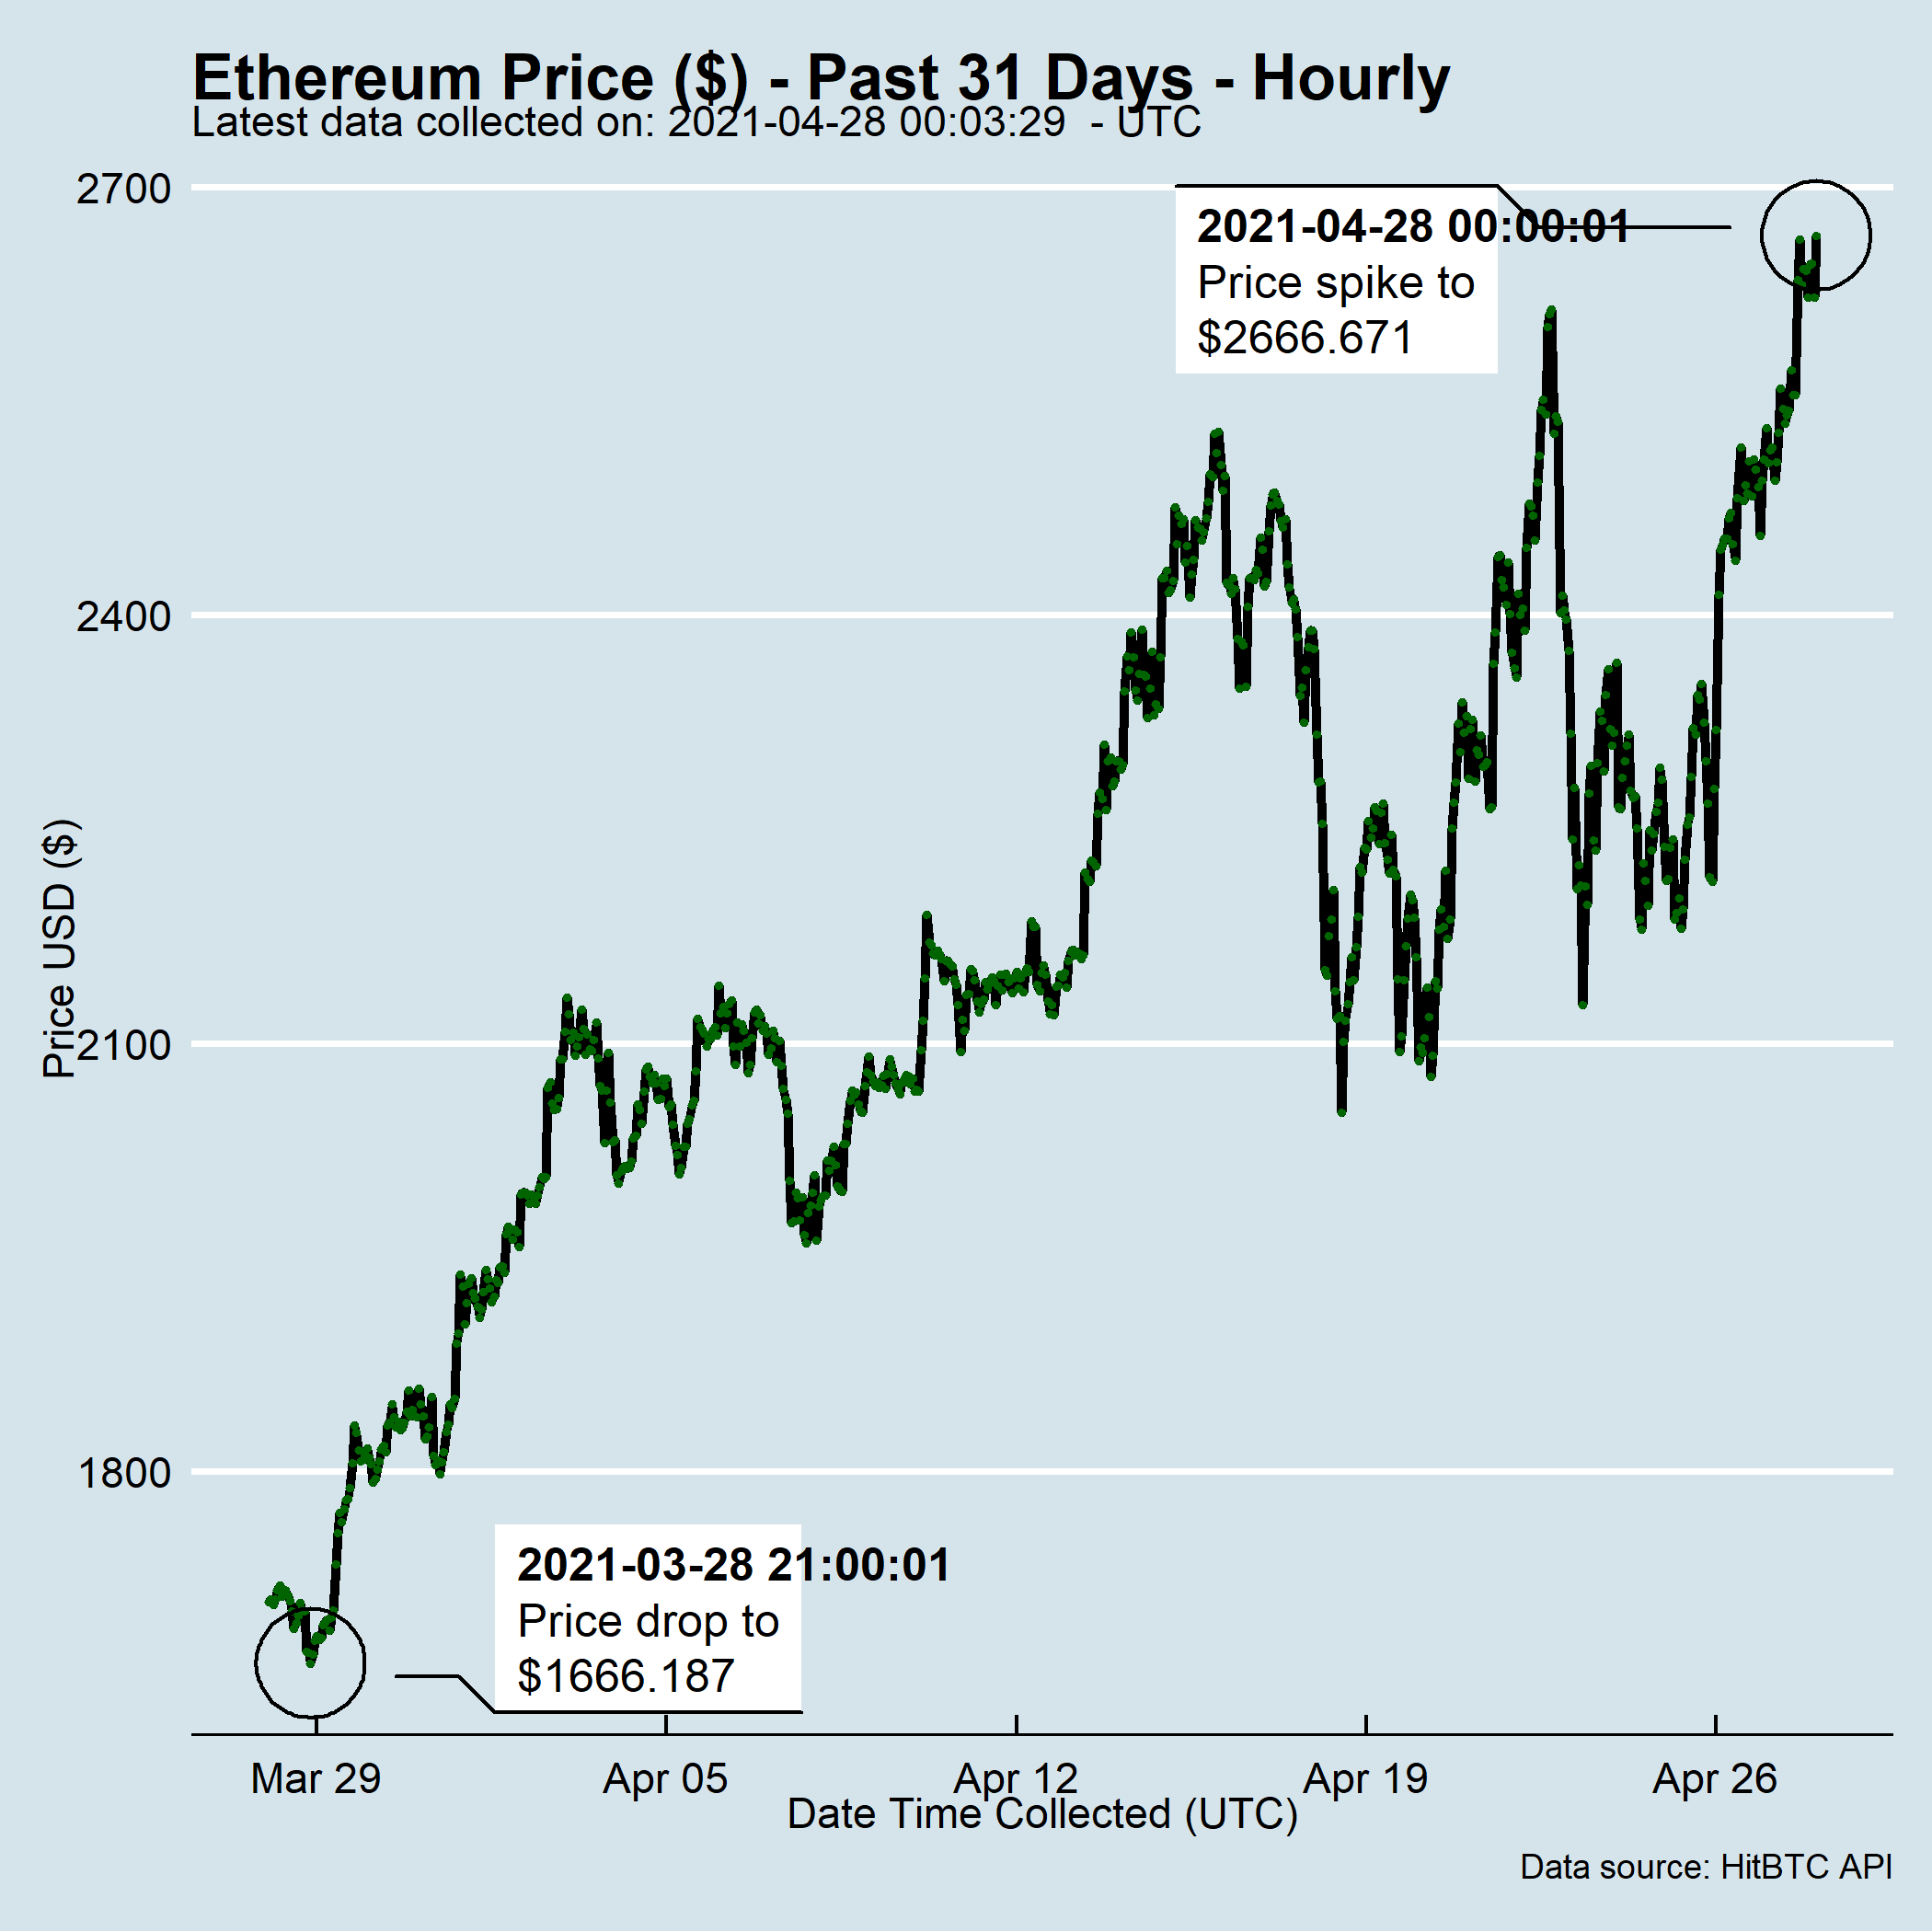 Ethereum Price ($) - Past 31 Days - Hourly
Latest data collected on: 2021-04-28 00:03:29  - UTC
2700
2021-04-28 00:00:01
Price spike to
$2666.671
2400
Price USD ($)
2100
1800
2021-03-28 21:00:01
Price drop to
$1666.187
Mar 29
Apr 05
Apr 12
Apr 19
Apr 26
Date Time Collected (UTC)
Data source: HitBTC API